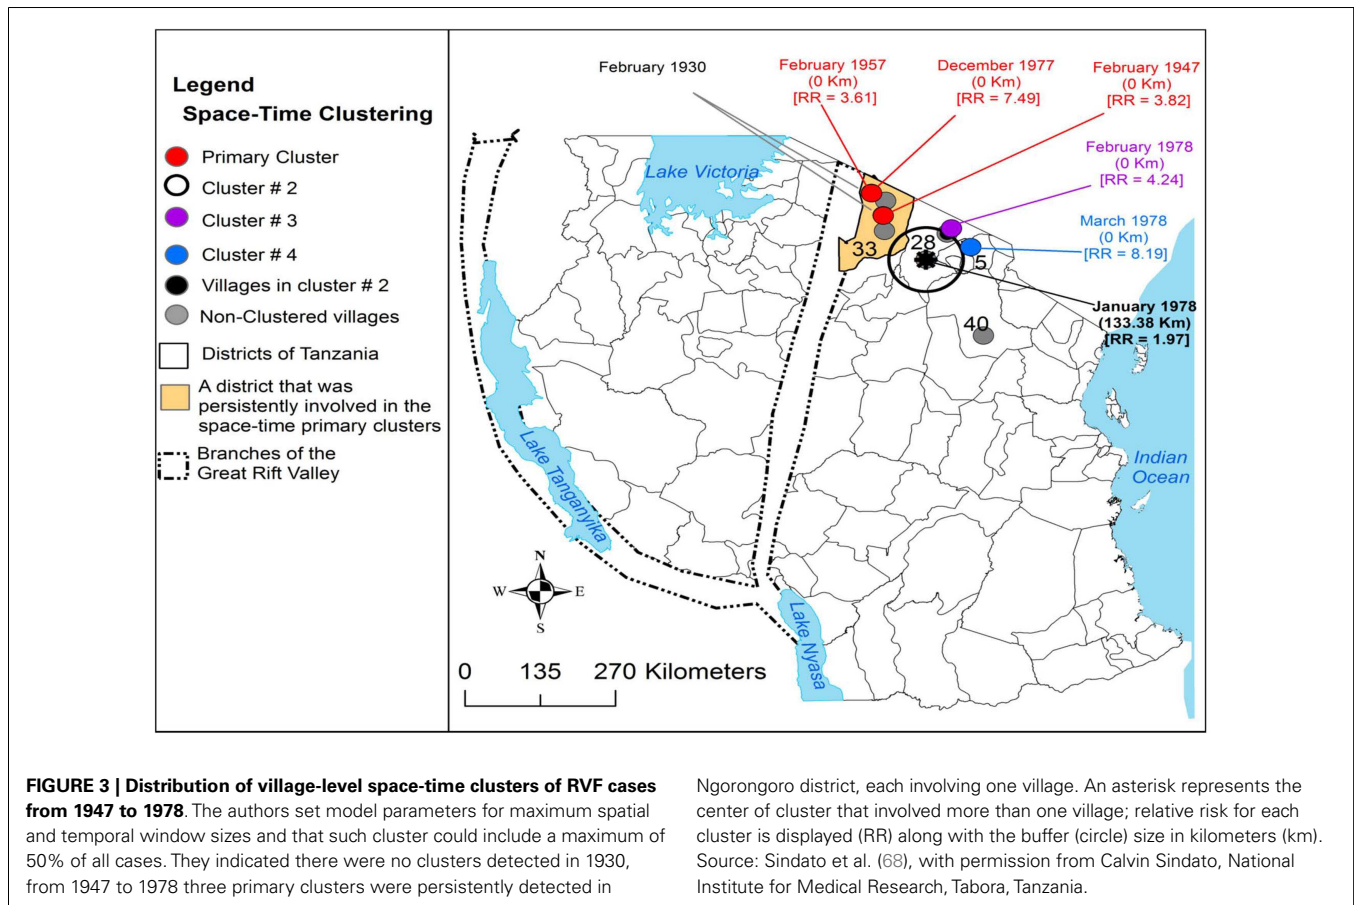 Legend
Space-Time Clustering
Primary Cluster
Cluster # 2
Cluster # 3
Cluster # 4
Villages in cluster # 2
Non-Clustered villages
Districts of Tanzania
A district that was
persistently involved in the
space-time primary clusters
Branches of the
Great Rift Valley
February 1930
February 1957
(0 Km)
[RR = 3.61]
December 1977
(0 Km)
[RR = 7.49]
February 1947
(0 Km)
[RR = 3.82]
February 1978
(0 Km)
[RR = 4.24]
March 1978
(0 Km)
[RR = 8.19]
January 1978
(133.38 Km)
[RR = 1.97]
Lake Victoria
33
28
5
40
Lake Tanganyika
Lake Nyasa
Indian
Ocean
N
W
E
S
0 135 270 Kilometers
FIGURE 3 | Distribution of village-level space-time clusters of RVF cases
from 1947 to 1978. The authors set model parameters for maximum spatial
and temporal window sizes and that such cluster could include a maximum of
50% of all cases. They indicated there were no clusters detected in 1930,
from 1947 to 1978 three primary clusters were persistently detected in
Ngorongoro district, each involving one village. An asterisk represents the
center of cluster that involved more than one village; relative risk for each
cluster is displayed (RR) along with the buffer (circle) size in kilometers (km).
Source: Sindato et al. (68), with permission from Calvin Sindato, National
Institute for Medical Research, Tabora, Tanzania.